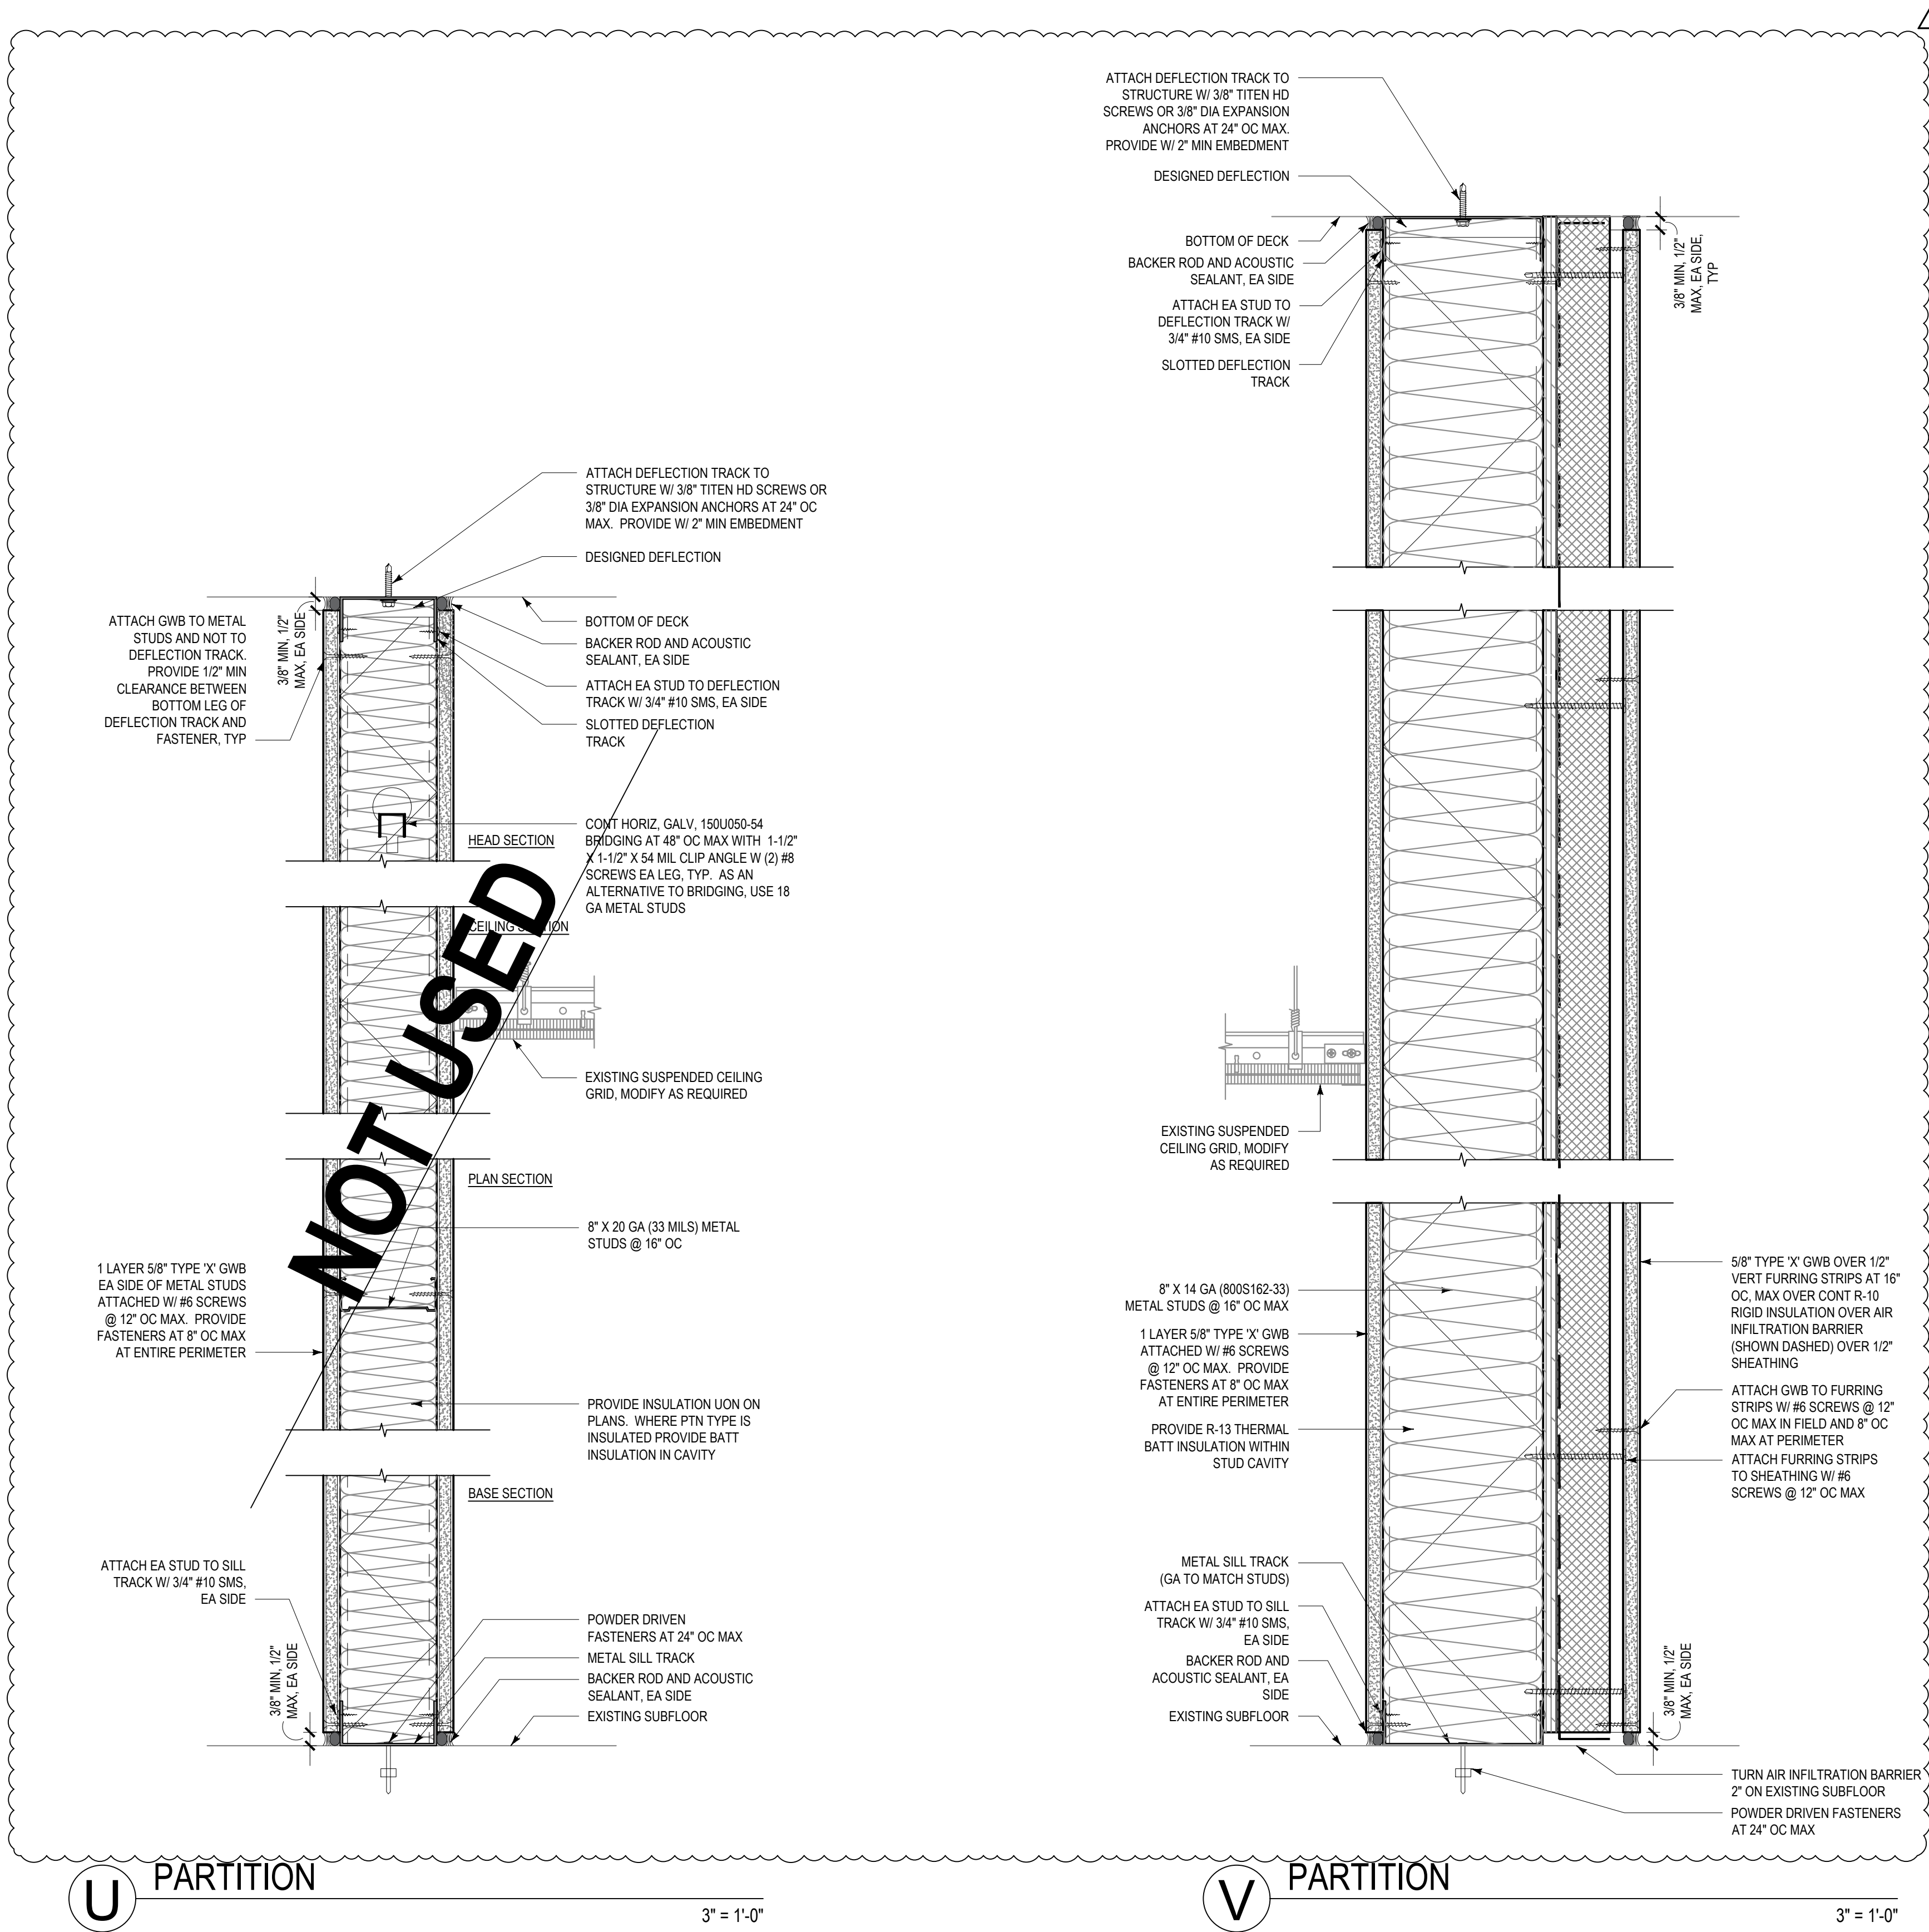 ATTACH DEFLECTION TRACK TO
STRUCTURE W/ 3/8" TITEN HD SCREWS OR
3/8" DIA EXPANSION ANCHORS AT 24" OC
MAX. PROVIDE W/ 2" MIN EMBEDMENT
DESIGNED DEFLECTION
BOTTOM OF DECK
BACKER ROD AND ACOUSTIC
SEALANT, EA SIDE
ATTACH EA STUD TO DEFLECTION
TRACK W/ 3/4" #10 SMS, EA SIDE
SLOTTED DEFLECTION
TRACK
ATTACH GWB TO METAL
STUDS AND NOT TO
DEFLECTION TRACK.
PROVIDE 1/2" MIN
CLEARANCE BETWEEN
BOTTOM LEG OF
DEFLECTION TRACK AND
FASTENER, TYP
3/8" MIN, 1/2"
MAX, EA SIDE
HEAD SECTION
CONT HORIZ, GALV, 150U050-54
BRIDGING AT 48" OC MAX WITH 1-1/2"
X 1-1/2" X 54 MIL CLIP ANGLE W (2) #8
SCREWS EA LEG, TYP. AS AN
ALTERNATIVE TO BRIDGING, USE 18
GA METAL STUDS
CEILING SECTION
NOT USED
EXISTING SUSPENDED CEILING
GRID, MODIFY AS REQUIRED
PLAN SECTION
8" X 20 GA (33 MILS) METAL
STUDS @ 16" OC
1 LAYER 5/8" TYPE 'X' GWB
EA SIDE OF METAL STUDS
ATTACHED W/ #6 SCREWS
@ 12" OC MAX. PROVIDE
FASTENERS AT 8" OC MAX
AT ENTIRE PERIMETER
PROVIDE INSULATION UON ON
PLANS. WHERE PTN TYPE IS
INSULATED PROVIDE BATT
INSULATION IN CAVITY
BASE SECTION
ATTACH EA STUD TO SILL
TRACK W/ 3/4" #10 SMS,
EA SIDE
3/8" MIN, 1/2"
MAX, EA SIDE
POWDER DRIVEN
FASTENERS AT 24" OC MAX
METAL SILL TRACK
BACKER ROD AND ACOUSTIC
SEALANT, EA SIDE
EXISTING SUBFLOOR
U
PARTITION
3" = 1'-0"
ATTACH DEFLECTION TRACK TO
STRUCTURE W/ 3/8" TITEN HD
SCREWS OR 3/8" DIA EXPANSION
ANCHORS AT 24" OC MAX.
PROVIDE W/ 2" MIN EMBEDMENT
DESIGNED DEFLECTION
BOTTOM OF DECK
BACKER ROD AND ACOUSTIC
SEALANT, EA SIDE
ATTACH EA STUD TO
DEFLECTION TRACK W/
3/4" #10 SMS, EA SIDE
SLOTTED DEFLECTION
TRACK
3/8" MIN, 1/2"
MAX, EA SIDE,
TYP
EXISTING SUSPENDED
CEILING GRID, MODIFY
AS REQUIRED
8" X 14 GA (800S162-33)
METAL STUDS @ 16" OC MAX
1 LAYER 5/8" TYPE 'X' GWB
ATTACHED W/ #6 SCREWS
@ 12" OC MAX. PROVIDE
FASTENERS AT 8" OC MAX
AT ENTIRE PERIMETER
PROVIDE R-13 THERMAL
BATT INSULATION WITHIN
STUD CAVITY
METAL SILL TRACK
(GA TO MATCH STUDS)
ATTACH EA STUD TO SILL
TRACK W/ 3/4" #10 SMS,
EA SIDE
BACKER ROD AND
ACOUSTIC SEALANT, EA
SIDE
EXISTING SUBFLOOR
5/8" TYPE 'X' GWB OVER 1/2"
VERT FURRING STRIPS AT 16"
OC, MAX OVER CONT R-10
RIGID INSULATION OVER AIR
INFILTRATION BARRIER
(SHOWN DASHED) OVER 1/2"
SHEATHING
ATTACH GWB TO FURRING
STRIPS W/ #6 SCREWS @ 12"
OC MAX IN FIELD AND 8" OC
MAX AT PERIMETER
ATTACH FURRING STRIPS
TO SHEATHING W/ #6
SCREWS @ 12" OC MAX
3/8" MIN, 1/2"
MAX, EA SIDE
TURN AIR INFILTRATION BARRIER
2" ON EXISTING SUBFLOOR
POWDER DRIVEN FASTENERS
AT 24" OC MAX
V
PARTITION
3" = 1'-0"